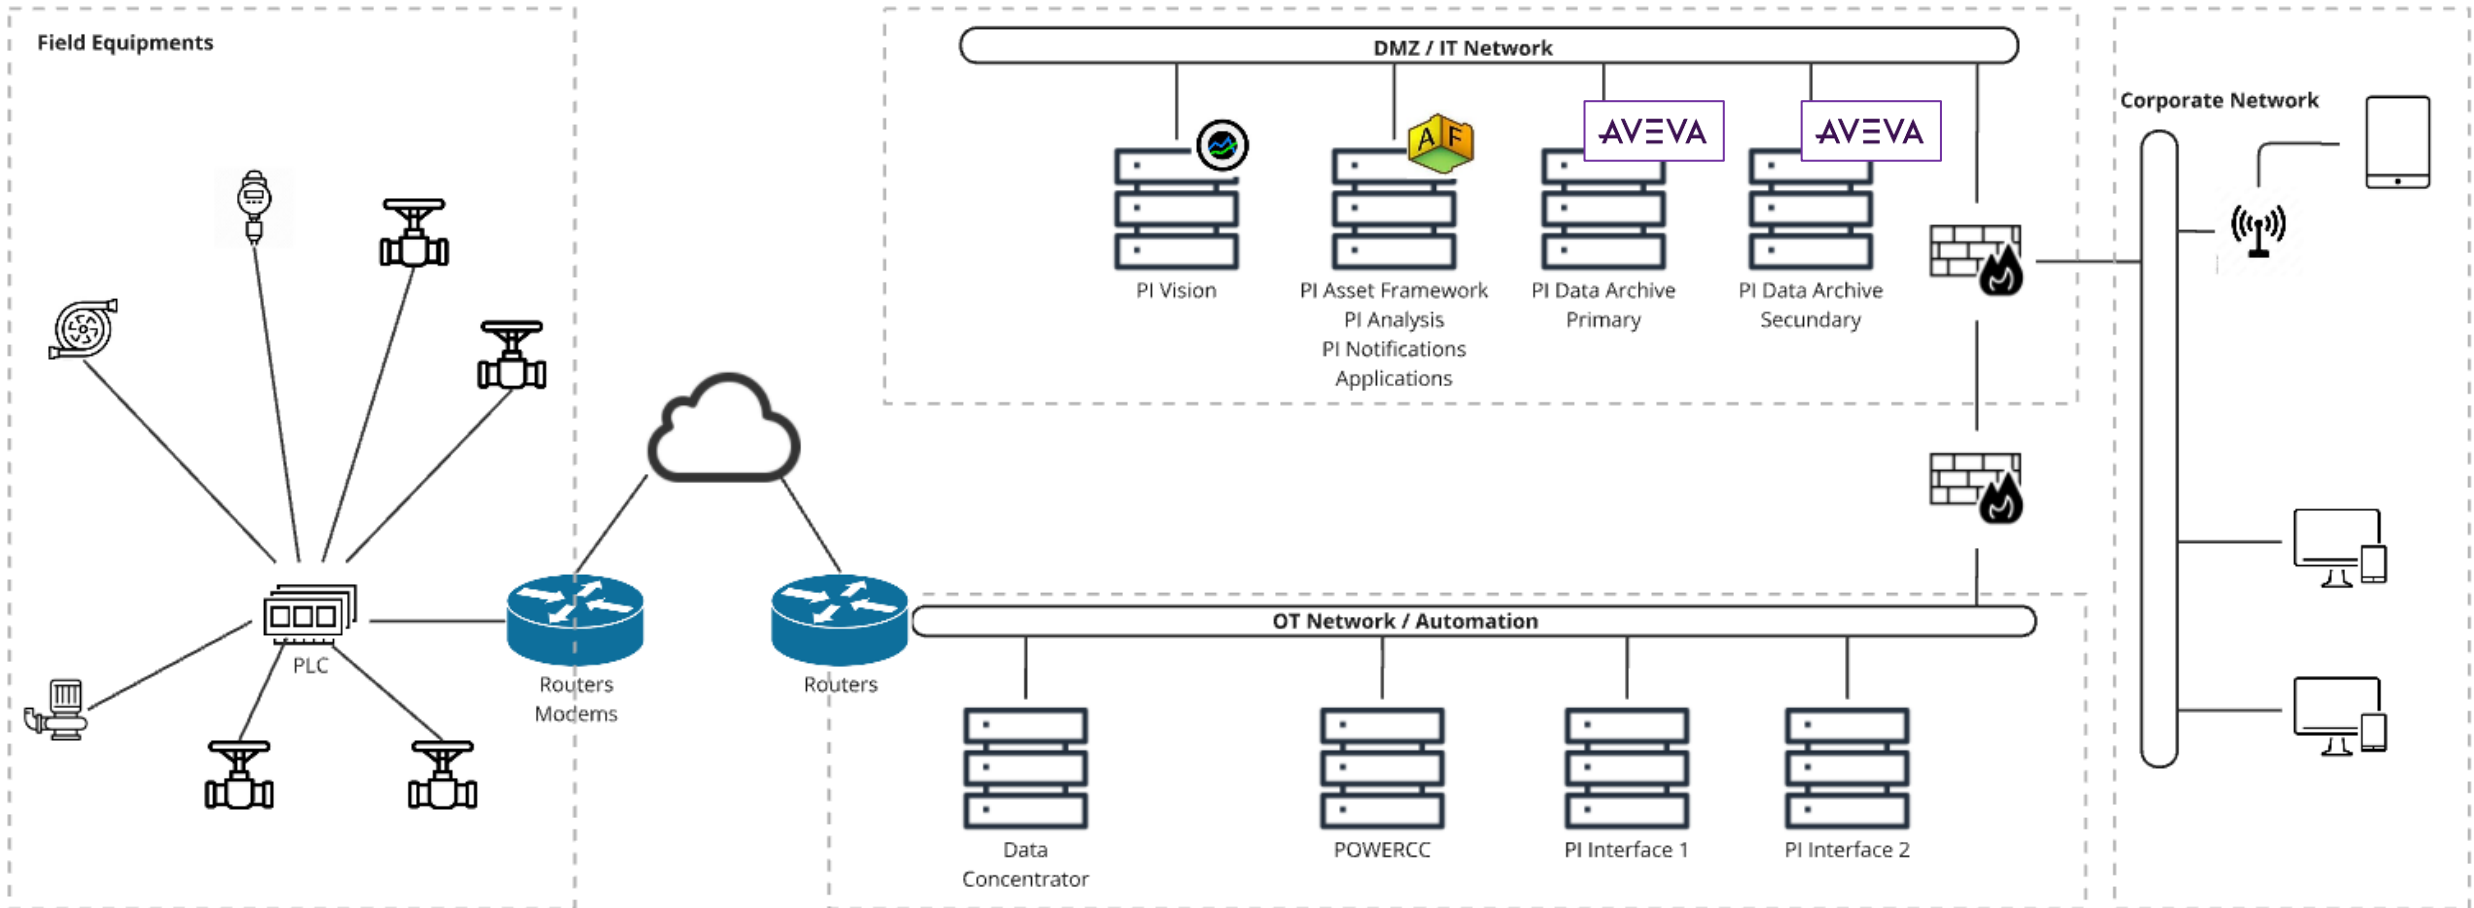 Field Equipments
DMZ / IT Network
Corporate Network
AVEVA
AVEVA
A F
PI Vision
PI Asset Framework
PI Analysis
PI Notifications
Applications
PI Data Archive
Primary
PI Data Archive
Secundary
PLC
Routers
Modems
Routers
OT Network / Automation
Data
Concentrator
POWERCC
PI Interface 1
PI Interface 2